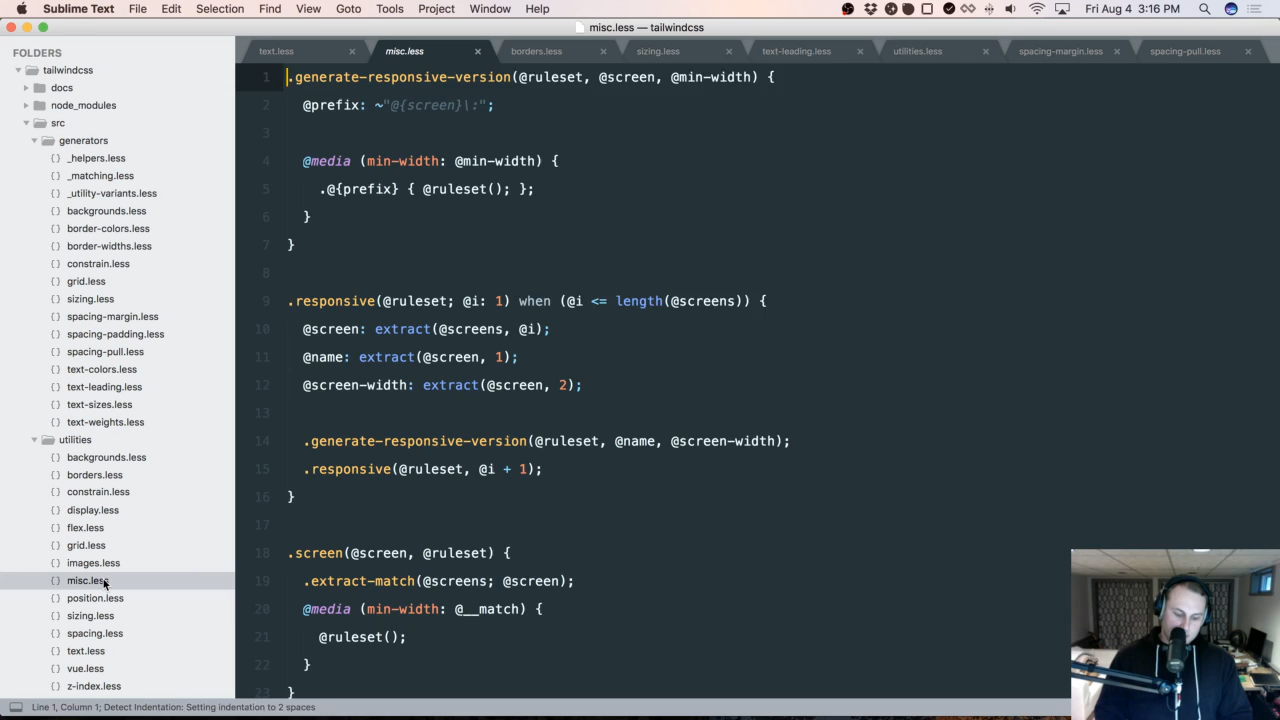 Sublime Text File Edit Selection Find View Goto Tools Project Window Help Fri Aug 4 3:16 PM
misc.less — tailwindcss
FOLDERS
tailwindcss
docs
node_modules
src
generators
_helpers.less
_matching.less
_utility-variants.less
backgrounds.less
border-colors.less
border-widths.less
constrain.less
grid.less
sizing.less
spacing-margin.less
spacing-padding.less
spacing-pull.less
text-colors.less
text-leading.less
text-sizes.less
text-weights.less
utilities
backgrounds.less
borders.less
constrain.less
display.less
flex.less
grid.less
images.less
misc.less
position.less
sizing.less
spacing.less
text.less
vue.less
z-index.less
text.less misc.less borders.less sizing.less text-leading.less utilities.less spacing-margin.less spacing-pull.less
1 .generate-responsive-version(@ruleset, @screen, @min-width) {
2 @prefix: ~"@{screen}\:";
3
4 @media (min-width: @min-width) {
5 .@{prefix} { @ruleset(); };
6 }
7 }
8
9 .responsive(@ruleset; @i: 1) when (@i <= length(@screens)) {
10 @screen: extract(@screens, @i);
11 @name: extract(@screen, 1);
12 @screen-width: extract(@screen, 2);
13
14 .generate-responsive-version(@ruleset, @name, @screen-width);
15 .responsive(@ruleset, @i + 1);
16 }
17
18 .screen(@screen, @ruleset) {
19 .extract-match(@screens; @screen);
20 @media (min-width: @__match) {
21 @ruleset();
22 }
23 }
Line 1, Column 1; Detect Indentation: Setting indentation to 2 spaces